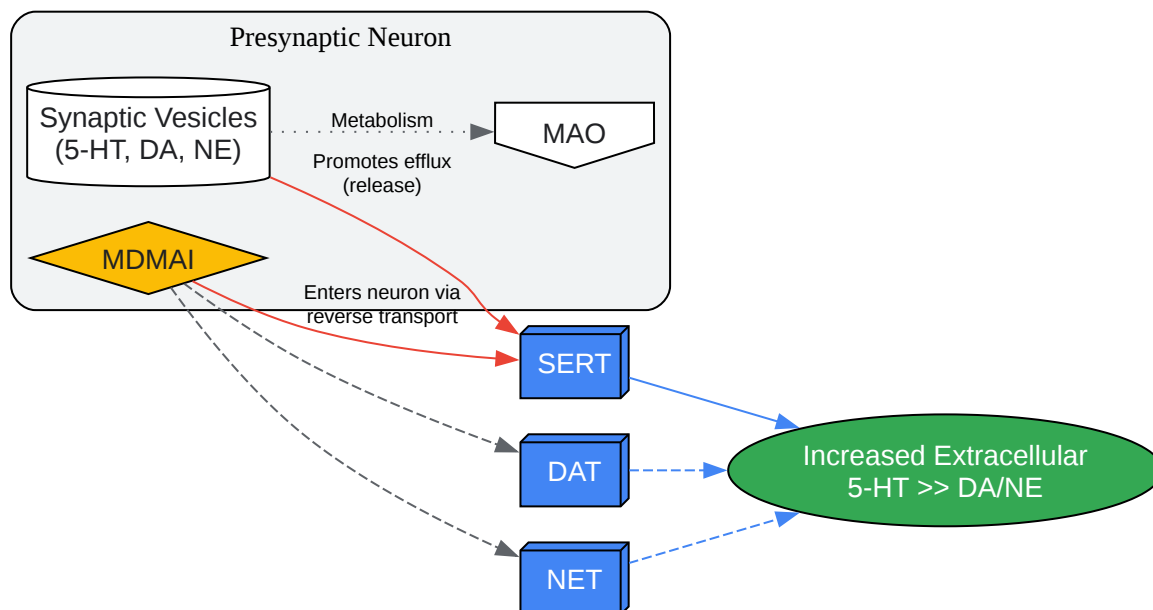 Presynaptic Neuron
Synaptic Vesicles
(5-HT, DA, NE)
Metabolism
MAO
Promotes efflux
(release)
MDMAI
Enters neuron via
reverse transport
SERT
DAT
NET
Increased Extracellular
5-HT >> DA/NE